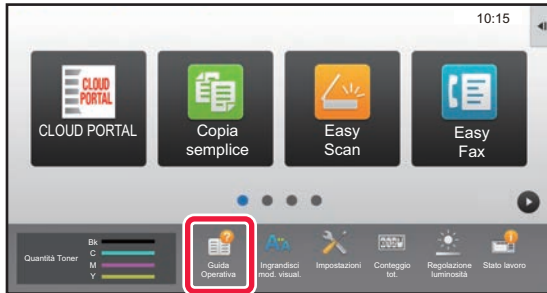 10:15
CLOUD
PORTAL
CLOUD PORTAL
Copia
semplice
Easy
Scan
Easy
Fax
Quantità Toner
Bk
C
M
Y
Guida
Operativa
Ingrandisci
mod. visual.
Impostazioni
Conteggio
tot.
Regolazione
luminosità
Stato lavoro